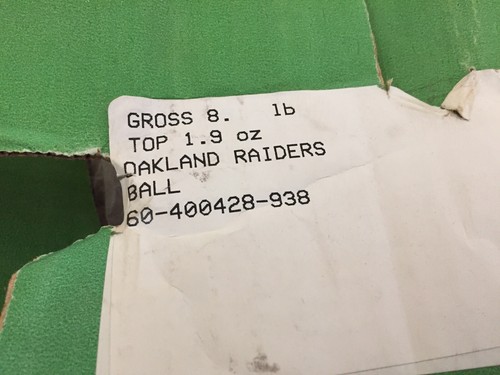 GROSS 8. lb
TOP 1.9 oz
OAKLAND RAIDERS
BALL
60-400428-938